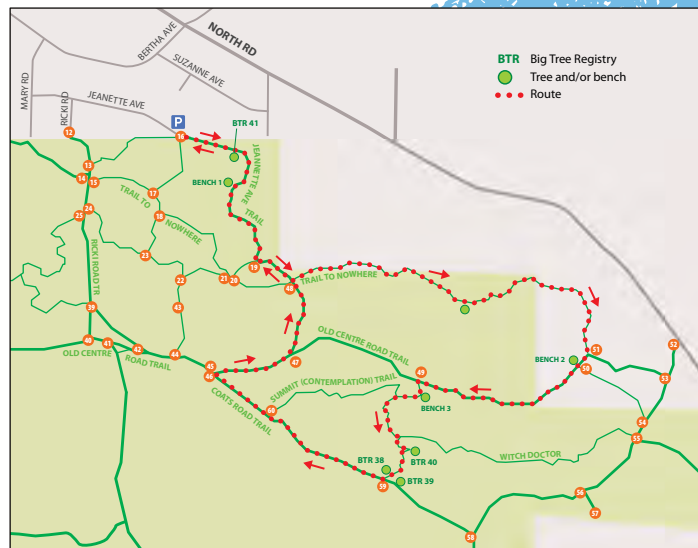 BERTHA AVE
NORTH RD
SUZANNE AVE
MARY RD
RICKI RD
JEANETTE AVE
BTR Big Tree Registry
Tree and/or bench
Route
P
12
16
BTR 41
13
14
15
BENCH 1
JEANNETTE AVE
TRAIL
17
TRAIL TO
NOWHERE
18
24
25
RICKI ROAD TR
23
19
22
21
20
48
TRAIL TO NOWHERE
39
43
40
41
42
44
OLD CENTRE
ROAD TRAIL
45
46
47
OLD CENTRE ROAD TRAIL
49
BENCH 2
50
51
52
53
COATS ROAD TRAIL
SUMMIT (CONTEMPLATION) TRAIL
60
BENCH 3
54
55
BTR 40
WITCH DOCTOR
BTR 38
BTR 39
59
56
57
58